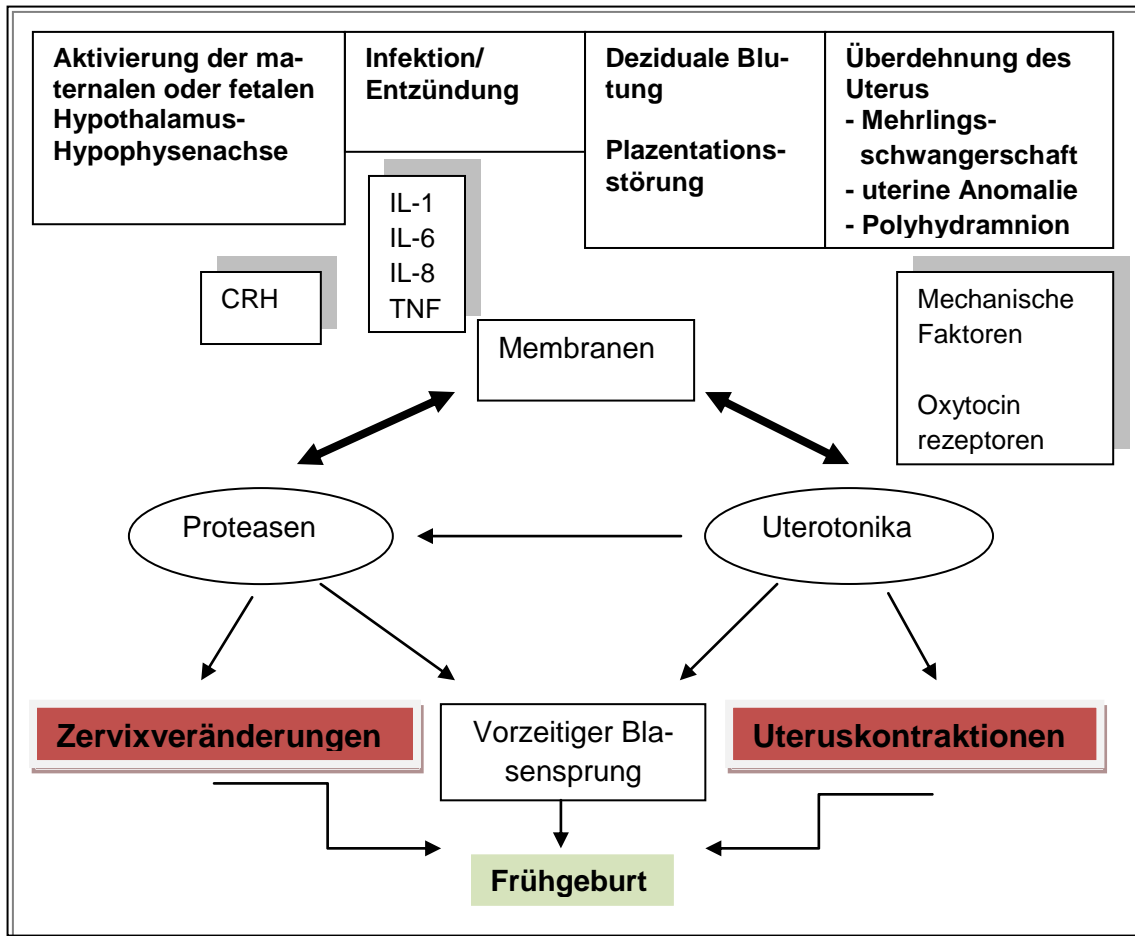 Aktivierung der ma-
ternalen oder fetalen
Hypothalamus-
Hypophysenachse
Infektion/
Entzündung
Deziduale Blu-
tung
Plazentations-
störung
Überdehnung des
Uterus
- Mehrlings-
schwangerschaft
- uterine Anomalie
- Polyhydramnion
CRH
IL-1
IL-6
IL-8
TNF
Membranen
Mechanische
Faktoren
Oxytocin
rezeptoren
Proteasen
Uterotonika
Zervixveränderungen
Vorzeitiger Bla-
sensprung
Uteruskontraktionen
Frühgeburt